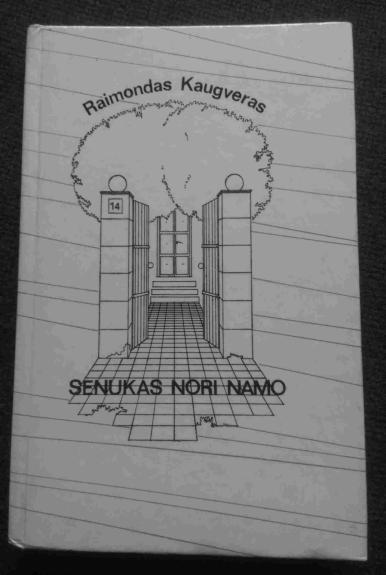 Raimondas Kaugveras
14
SENUKAS NORI NAMO